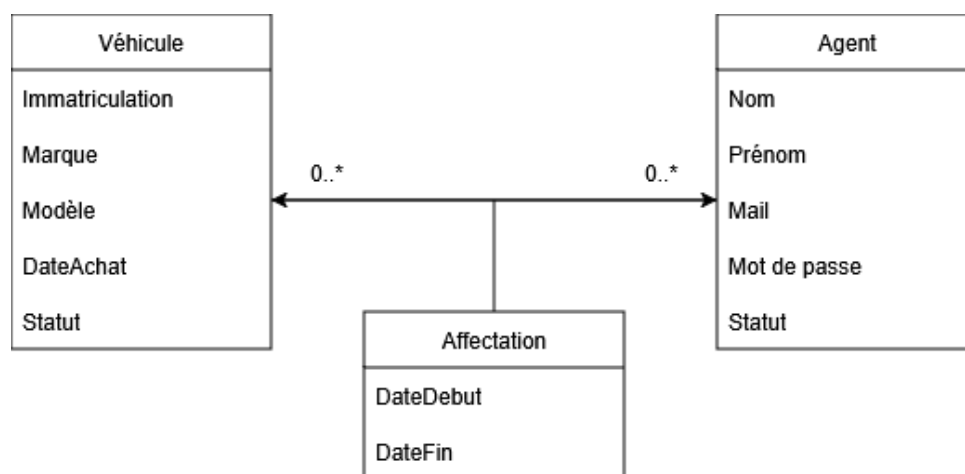 Véhicule
Immatriculation
Marque
Modèle
DateAchat
Statut
0..*
0..*
Agent
Nom
Prénom
Mail
Mot de passe
Statut
Affectation
DateDebut
DateFin